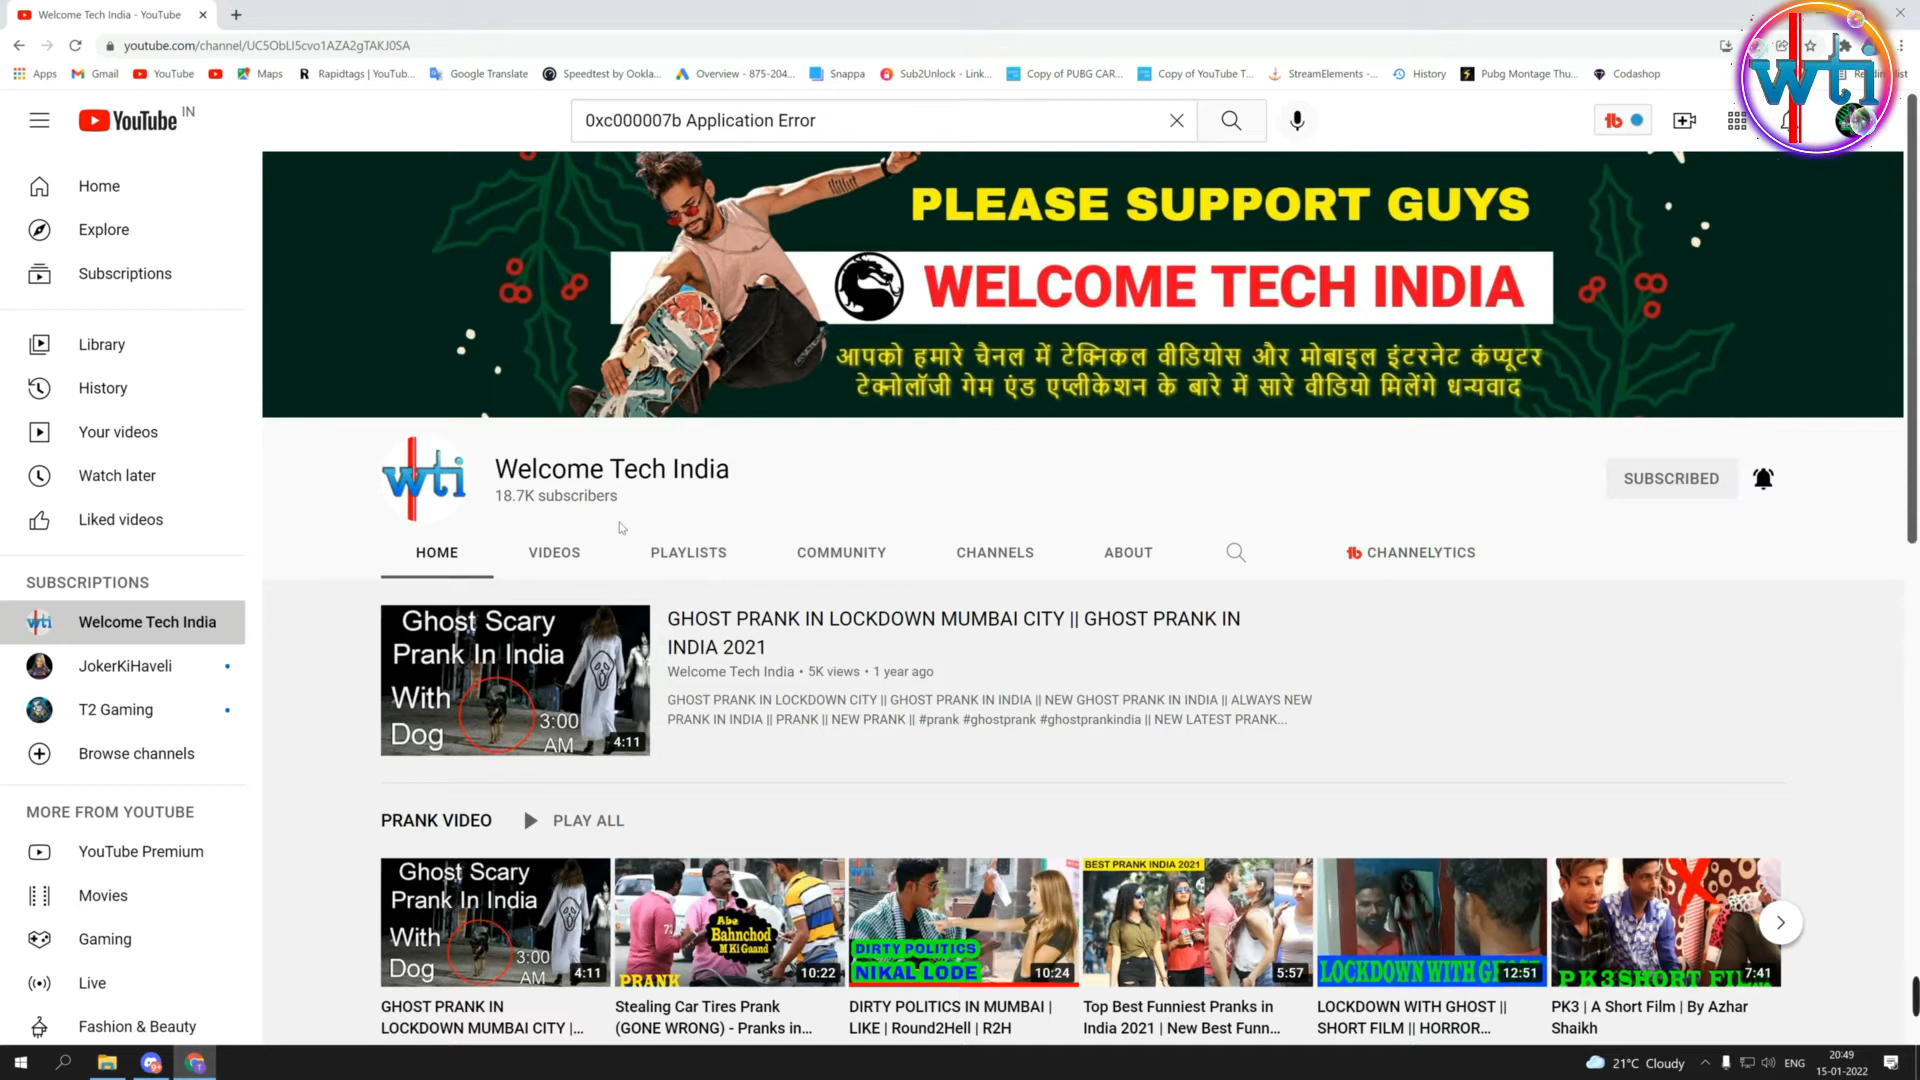 Welcome Tech India - YouTube
youtube.com/channel/UC5ObLI5cvo1AZA2gTAKJ0SA
Apps Gmail YouTube Maps Rapidtags | YouTub... Google Translate Speedtest by Ookla... Overview - 875-204... Snappa Sub2Unlock - Link... Copy of PUBG CAR... Copy of YouTube T... StreamElements -... History Pubg Montage Thu... Codashop
wti
YouTube IN
0xc000007b Application Error
Home
Explore
Subscriptions
Library
History
Your videos
Watch later
Liked videos
SUBSCRIPTIONS
Welcome Tech India
JokerKiHaveli
T2 Gaming
Browse channels
MORE FROM YOUTUBE
YouTube Premium
Movies
Gaming
Live
Fashion & Beauty
PLEASE SUPPORT GUYS
WELCOME TECH INDIA
आपको हमारे चैनल में टेक्निकल वीडियोस और मोबाइल इंटरनेट कंप्यूटर
टेक्नोलॉजी गेम एंड एप्लीकेशन के बारे में सारे वीडियो मिलेंगे धन्यवाद
wti
Welcome Tech India
18.7K subscribers
SUBSCRIBED
HOME VIDEOS PLAYLISTS COMMUNITY CHANNELS ABOUT CHANNELYTICS
Ghost Scary
Prank In India
With
Dog
3:00
AM
4:11
GHOST PRANK IN LOCKDOWN MUMBAI CITY || GHOST PRANK IN
INDIA 2021
Welcome Tech India • 5K views • 1 year ago
GHOST PRANK IN LOCKDOWN CITY || GHOST PRANK IN INDIA || NEW GHOST PRANK IN INDIA || ALWAYS NEW
PRANK IN INDIA || PRANK || NEW PRANK || #prank #ghostprank #ghostprankindia || NEW LATEST PRANK...
PRANK VIDEO PLAY ALL
Ghost Scary
Prank In India
With
Dog
3:00
AM
4:11
GHOST PRANK IN
LOCKDOWN MUMBAI CITY |...
Abe
Bahnchod
M Ki Gaand
PRANK
10:22
Stealing Car Tires Prank
(GONE WRONG) - Pranks in...
DIRTY POLITICS
NIKAL LODE
10:24
DIRTY POLITICS IN MUMBAI |
LIKE | Round2Hell | R2H
BEST PRANK INDIA 2021
5:57
Top Best Funniest Pranks in
India 2021 | New Best Funn...
LOCKDOWN WITH GHOST
12:51
LOCKDOWN WITH GHOST ||
SHORT FILM || HORROR...
PK3 SHORT FILM
7:41
PK3 | A Short Film | By Azhar
Shaikh
21°C Cloudy
ENG
20:49
15-01-2022